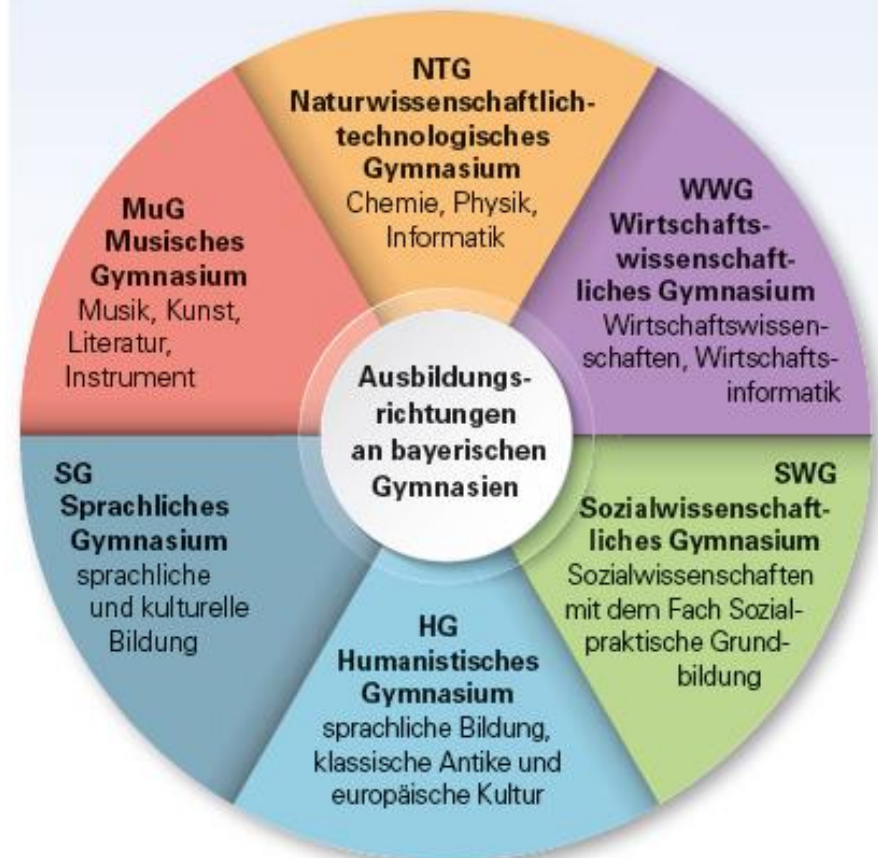 NTG
Naturwissenschaftlich-
technologisches
Gymnasium
Chemie, Physik,
Informatik
WWG
Wirtschafts-
wissenschaft-
liches Gymnasium
Wirtschaftswissen-
schaften, Wirtschafts-
informatik
SWG
Sozialwissenschaft-
liches Gymnasium
Sozialwissenschaften
mit dem Fach Sozial-
praktische Grund-
bildung
HG
Humanistisches
Gymnasium
sprachliche Bildung,
klassische Antike und
europäische Kultur
SG
Sprachliches
Gymnasium
sprachliche
und kulturelle
Bildung
MuG
Musisches
Gymnasium
Musik, Kunst,
Literatur,
Instrument
Ausbildungs-
richtungen
an bayerischen
Gymnasien